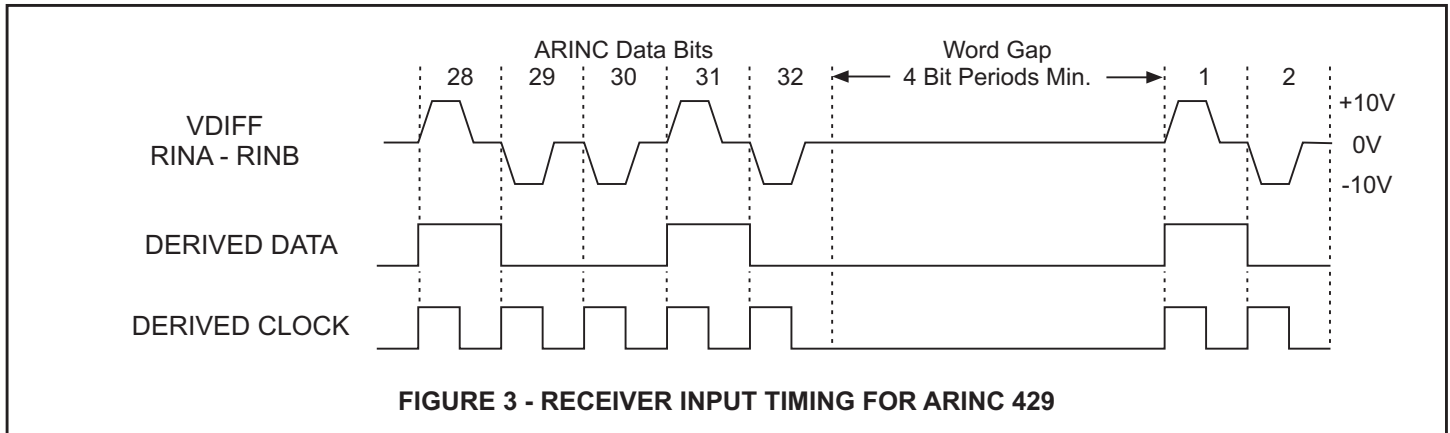 ARINC Data Bits
Word Gap
28 29 30 31 32
4 Bit Periods Min.
1 2
VDIFF
RINA - RINB
+10V
0V
-10V
DERIVED DATA
DERIVED CLOCK
FIGURE 3 - RECEIVER INPUT TIMING FOR ARINC 429